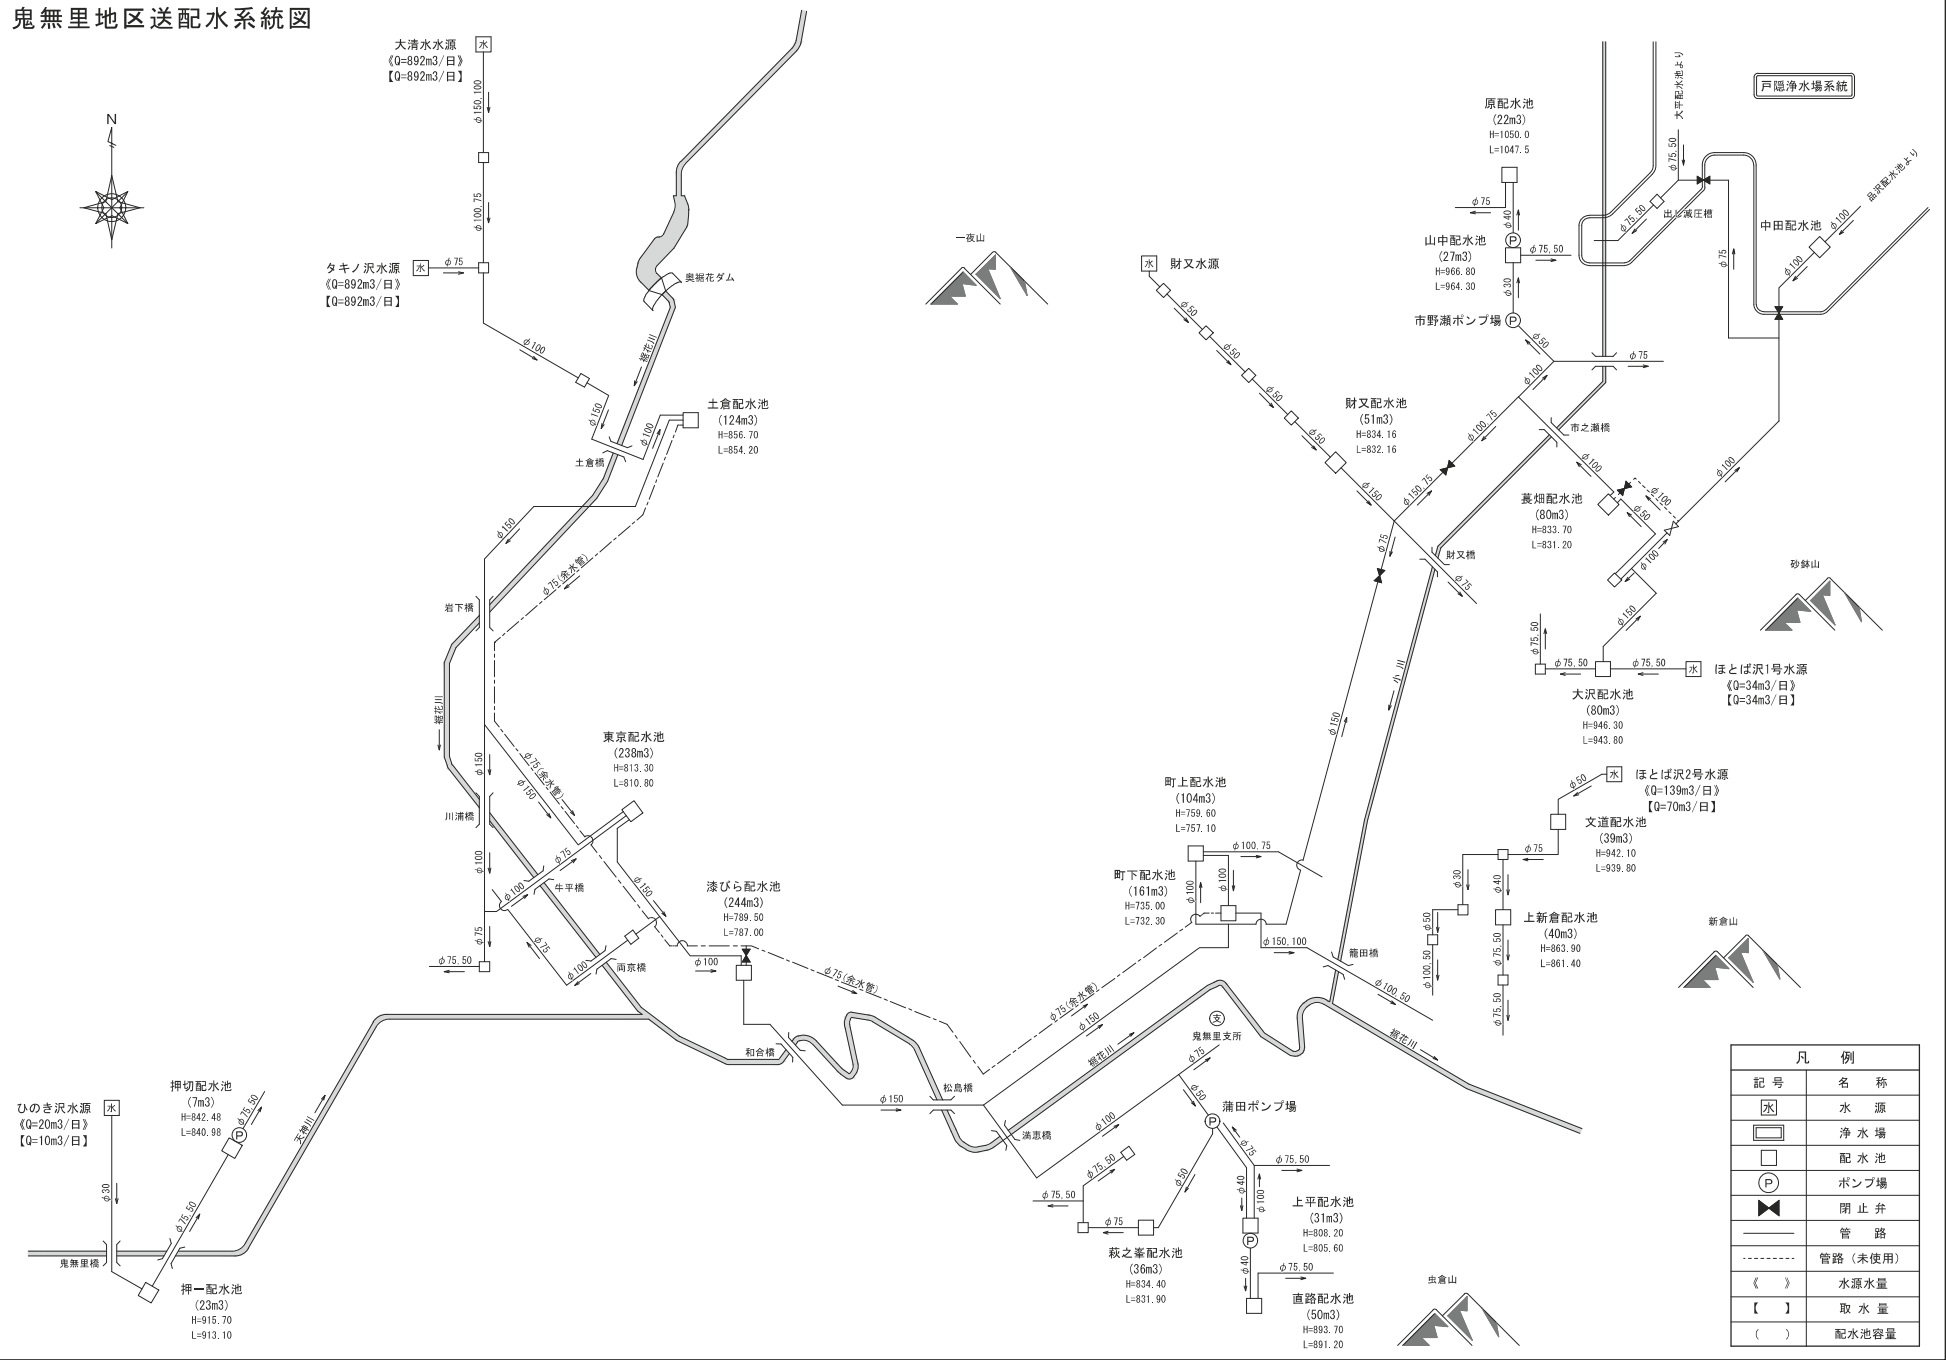 鬼無里地区送配水系統図
N
大清水水源
《Q=892m3/日》
【Q=892m3/日】
水
φ150,100
φ100,75
タキノ沢水源
《Q=892m3/日》
【Q=892m3/日】
水
φ75
φ100
φ150
φ100
土倉橋
土倉配水池
(124m3)
H=856.70
L=854.20
奥裾花ダム
裾花川
φ150
φ75(余水管)
岩下橋
裾花川
φ150
φ75(余水管)
φ150
川浦橋
φ100
φ75
φ75,50
東京配水池
(238m3)
H=813.30
L=810.80
φ75
φ100
牛平橋
φ75
φ100
両京橋
φ150
漆びら配水池
(244m3)
H=789.50
L=787.00
φ100
φ75(余水管)
和合橋
φ150
松島橋
満恵橋
φ75(余水管)
φ150
裾花川
一夜山
水
財又水源
φ50
φ50
φ50
φ50
φ150
財又配水池
(51m3)
H=834.16
L=832.16
φ150,75
φ100,75
φ100
φ75
財又橋
φ75
小川
φ150
原配水池
(22m3)
H=1050.0
L=1047.5
φ75
φ40
P
山中配水池
(27m3)
H=966.80
L=964.30
φ75,50
φ30
市野瀬ポンプ場
P
φ50
φ75
市之瀬橋
φ100
大平配水池より
φ75,50
φ75,50
出し減圧槽
戸隠浄水場系統
品沢配水池より
中田配水池
φ100
φ100
φ75
φ100
蔓畑配水池
(80m3)
H=833.70
L=831.20
φ100
φ50
φ100
φ150
砂鉢山
φ75,50
φ75,50
φ75,50
水
ほとば沢1号水源
《Q=34m3/日》
【Q=34m3/日】
大沢配水池
(80m3)
H=946.30
L=943.80
水
ほとば沢2号水源
《Q=139m3/日》
【Q=70m3/日】
φ50
文道配水池
(39m3)
H=942.10
L=939.80
φ75
φ30
φ40
φ50
φ100,50
上新倉配水池
(40m3)
H=863.90
L=861.40
φ75,50
φ75,50
新倉山
町上配水池
(104m3)
H=759.60
L=757.10
φ100,75
町下配水池
(161m3)
H=735.00
L=732.30
φ100
φ100
φ150,100
籠田橋
φ100,50
裾花川
支
鬼無里支所
φ75
φ100
φ50
蒲田ポンプ場
P
φ75
φ75,50
φ40
φ100
φ50
φ75,50
φ75,50
φ75
萩之峯配水池
(36m3)
H=834.40
L=831.90
上平配水池
(31m3)
H=808.20
L=805.60
P
φ40
φ75,50
直路配水池
(50m3)
H=893.70
L=891.20
虫倉山
ひのき沢水源
《Q=20m3/日》
【Q=10m3/日】
水
φ30
鬼無里橋
押切配水池
(7m3)
H=842.48
L=840.98
φ75,50
P
φ75,50
天神川
押一配水池
(23m3)
H=915.70
L=913.10
凡 例
記号 名称
水 水源
浄水場
配水池
P ポンプ場
閉止弁
管路
管路（未使用）
《 》 水源水量
【 】 取水量
( ) 配水池容量